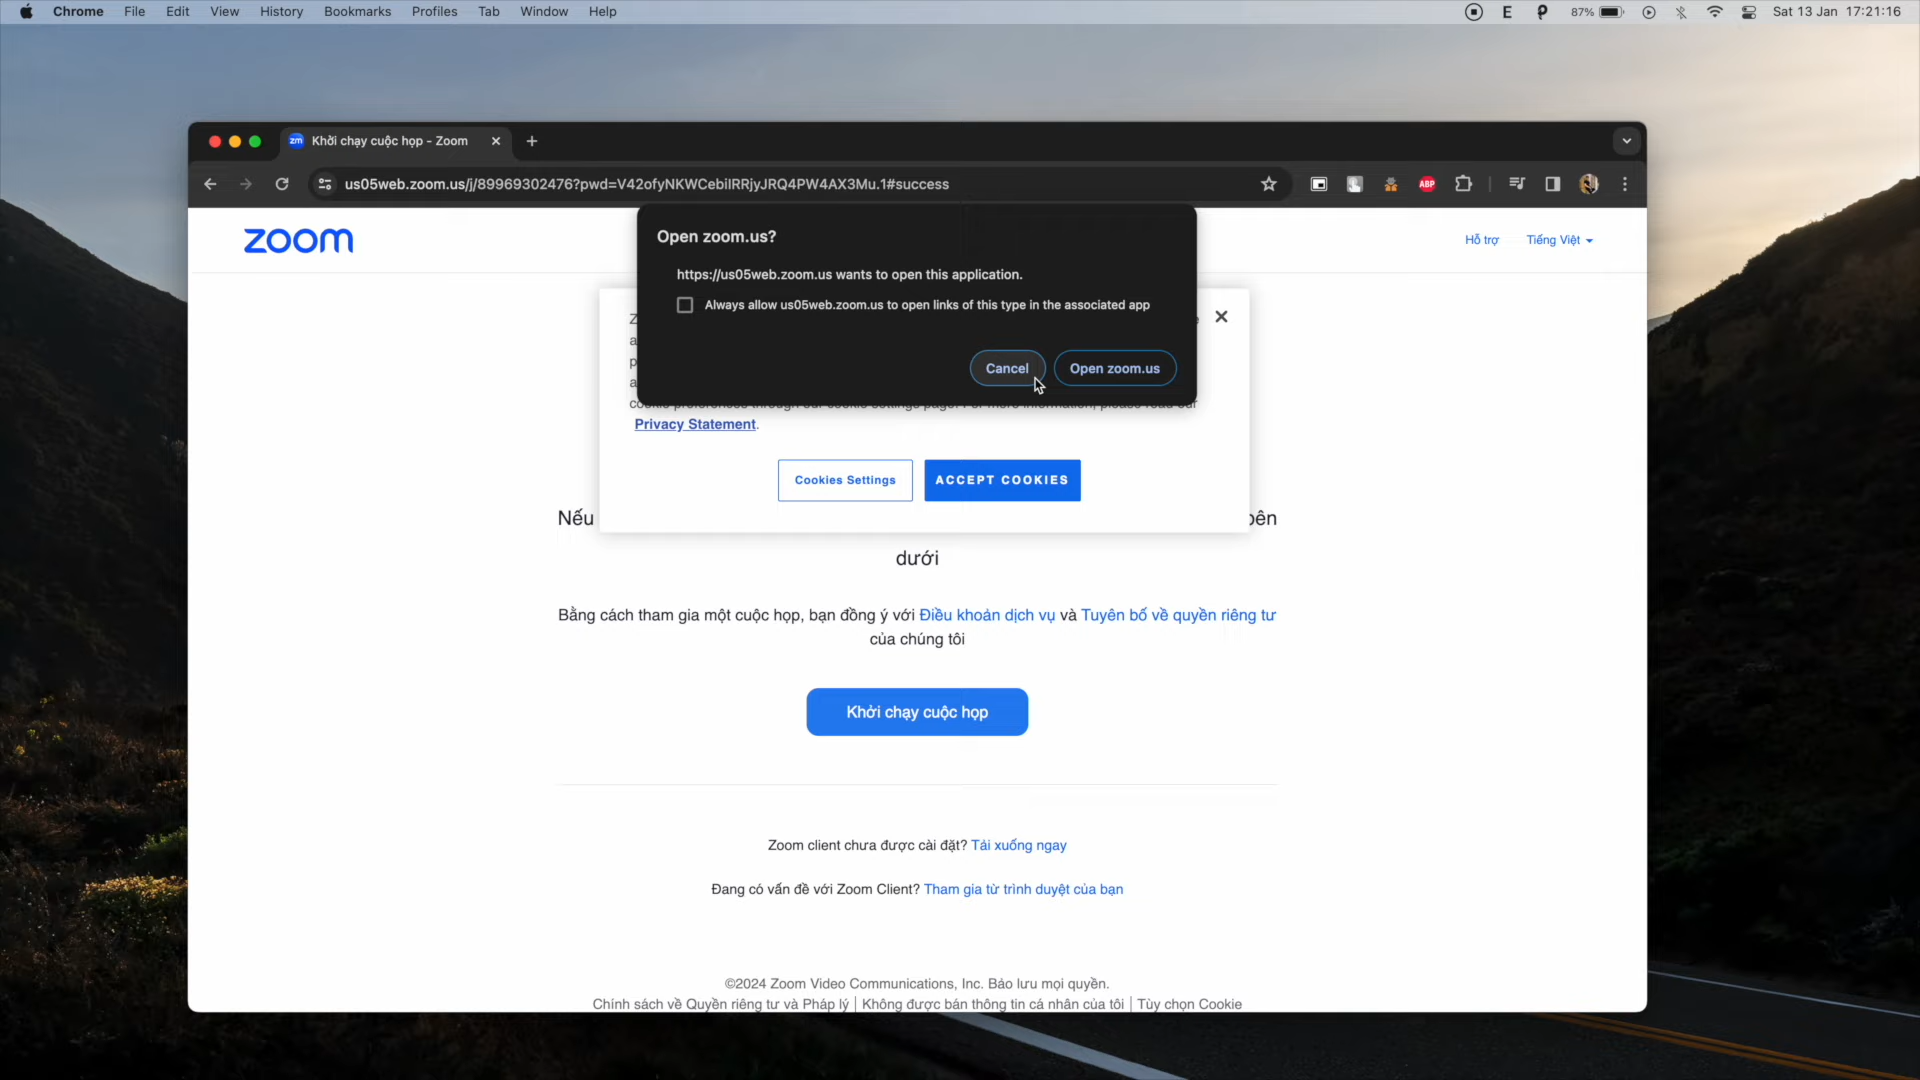 Chrome File Edit View History Bookmarks Profiles Tab Window Help
E 87% Sat 13 Jan 17:21:16
zm Khởi chạy cuộc họp - Zoom
us05web.zoom.us/j/89969302476?pwd=V42ofyNKWCebiIRRjyJRQ4PW4AX3Mu.1#success
ABP
zoom
Hỗ trợ Tiếng Việt
Open zoom.us?
https://us05web.zoom.us wants to open this application.
Always allow us05web.zoom.us to open links of this type in the associated app
Cancel Open zoom.us
Privacy Statement.
Cookies Settings ACCEPT COOKIES
Nếu bên
dưới
Bằng cách tham gia một cuộc họp, bạn đồng ý với Điều khoản dịch vụ và Tuyên bố về quyền riêng tư
của chúng tôi
Khởi chạy cuộc họp
Zoom client chưa được cài đặt? Tải xuống ngay
Đang có vấn đề với Zoom Client? Tham gia từ trình duyệt của bạn
©2024 Zoom Video Communications, Inc. Bảo lưu mọi quyền.
Chính sách về Quyền riêng tư và Pháp lý | Không được bán thông tin cá nhân của tôi | Tùy chọn Cookie